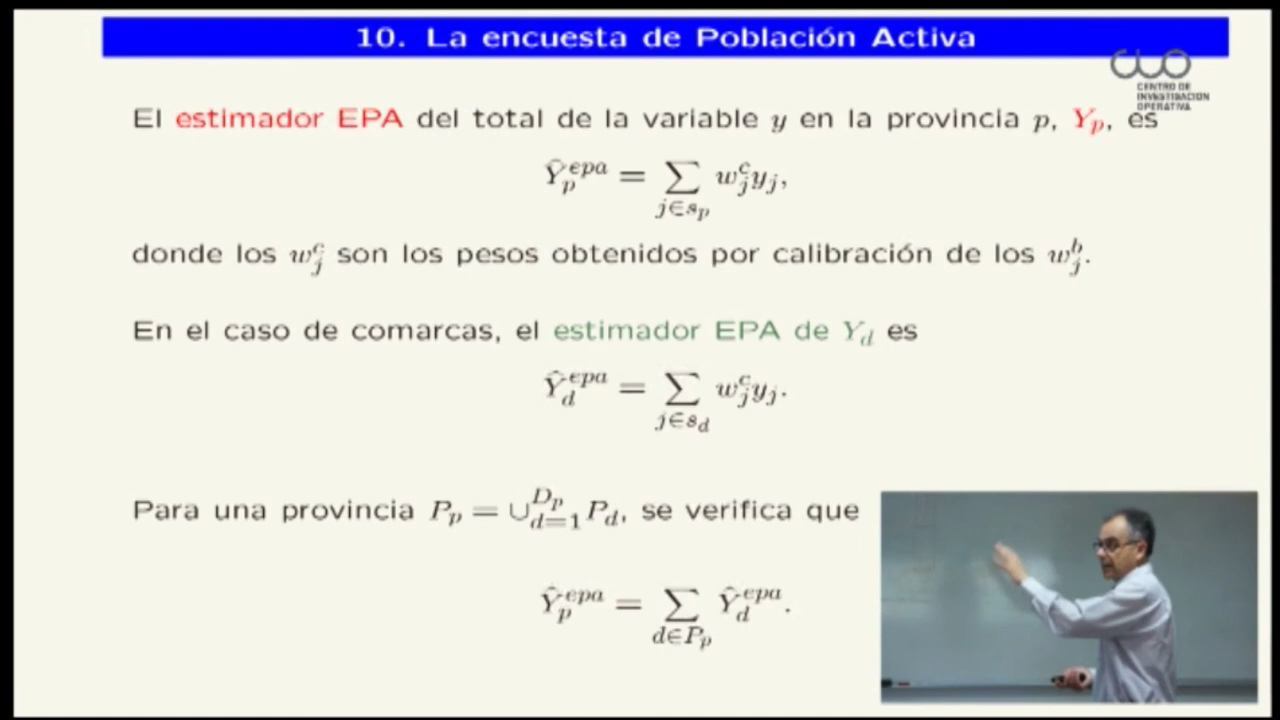 10. La encuesta de Población Activa
CENTRO DE
INVESTIGACIÓN
OPERATIVA
El estimador EPA del total de la variable y en la provincia p, Y_p, es
Ŷ_p^{epa} = ∑_{j∈s_p} w_j^c y_j,
donde los w_j^c son los pesos obtenidos por calibración de los w_j^b.
En el caso de comarcas, el estimador EPA de Y_d es
Ŷ_d^{epa} = ∑_{j∈s_d} w_j^c y_j.
Para una provincia P_p = ∪_{d=1}^{D_p} P_d, se verifica que
Ŷ_p^{epa} = ∑_{d∈P_p} Ŷ_d^{epa}.